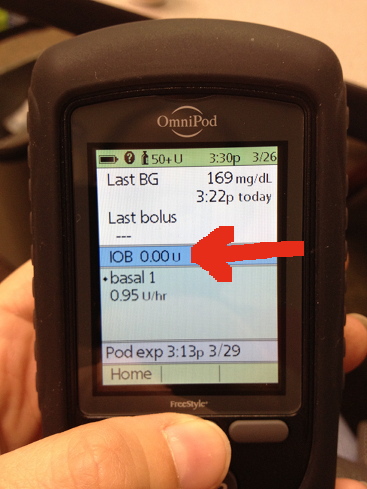 OmniPod
50+U 3:30p 3/26
Last BG 169 mg/dL
3:22p today
Last bolus
---
IOB 0.00 U
•basal 1
0.95 U/hr
Pod exp 3:13p 3/29
Home
FreeStyle